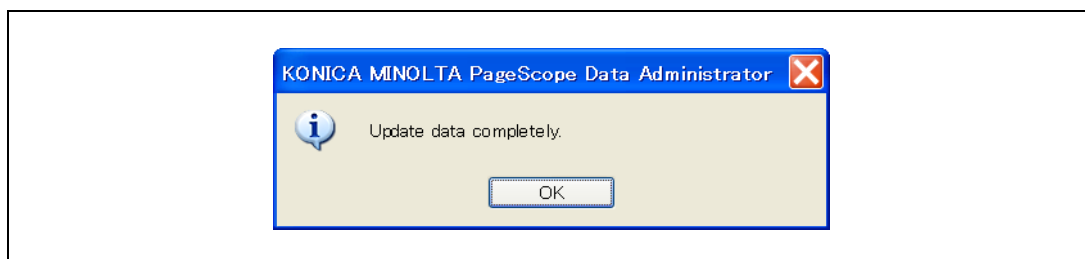 KONICA MINOLTA PageScope Data Administrator
Update data completely.
OK